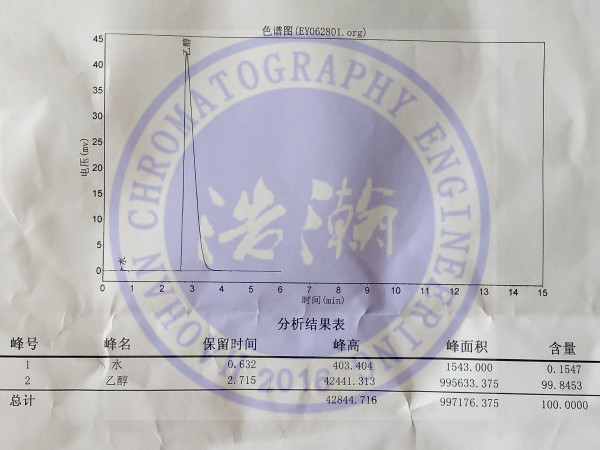 色谱图(EY062801.org)
45
40
35
30
25
20
15
10
5
0
电压(mv)
乙醇
水
0 1 2 3 4 5 6 7 8 9 10 11 12 13 14 15
时间(min)
HAOHAN CHROMATOGRAPHY ENGINEERING
浩瀚
2016
分析结果表
峰号 峰名 保留时间 峰高 峰面积 含量
1 水 0.632 403.404 1543.000 0.1547
2 乙醇 2.715 42441.313 995633.375 99.8453
总计 42844.716 997176.375 100.0000